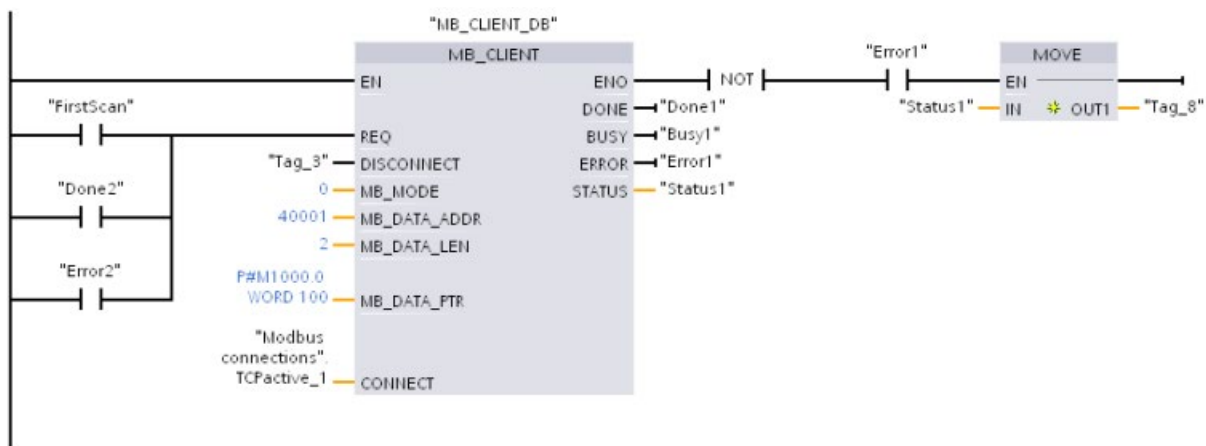 "MB_CLIENT_DB"
MB_CLIENT
EN
ENO
NOT
"Error1"
MOVE
EN
"FirstScan"
DONE
"Done1"
"Status1"
IN
OUT1
"Tag_8"
REQ
BUSY
"Busy1"
"Tag_3"
DISCONNECT
ERROR
"Error1"
"Done2"
0
MB_MODE
STATUS
"Status1"
40001
MB_DATA_ADDR
2
MB_DATA_LEN
"Error2"
P#M1000.0
WORD 100
MB_DATA_PTR
"Modbus
connections".
TCPactive_1
CONNECT